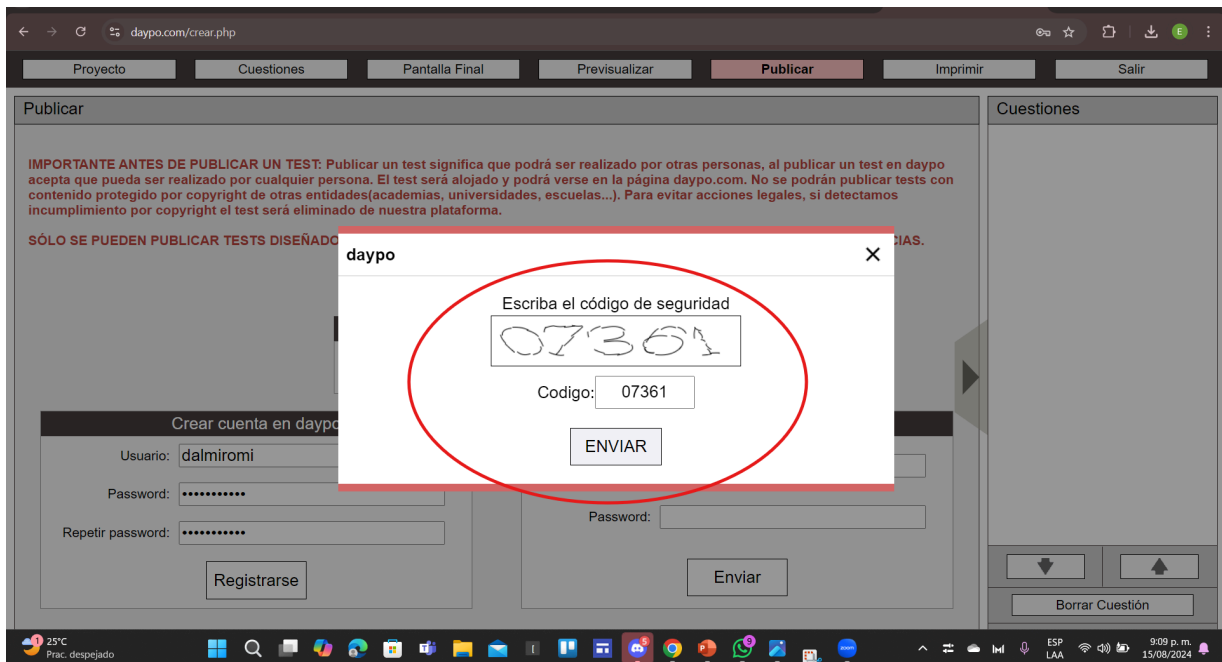 daypo.com/crear.php
E
Proyecto
Cuestiones
Pantalla Final
Previsualizar
Publicar
Imprimir
Salir
Publicar
IMPORTANTE ANTES DE PUBLICAR UN TEST: Publicar un test significa que podrá ser realizado por otras personas, al publicar un test en daypo
acepta que pueda ser realizado por cualquier persona. El test será alojado y podrá verse en la página daypo.com. No se podrán publicar tests con
contenido protegido por copyright de otras entidades(academias, universidades, escuelas...). Para evitar acciones legales, si detectamos
incumplimiento por copyright el test será eliminado de nuestra plataforma.
SÓLO SE PUEDEN PUBLICAR TESTS DISEÑADO
CIAS.
daypo
Escriba el código de seguridad
07361
Codigo: 07361
ENVIAR
Crear cuenta en daypo
Usuario: dalmiromi
Password:
Repetir password:
Registrarse
Password:
Enviar
Cuestiones
Borrar Cuestión
1
25°C
Prac. despejado
9
zoom
ESP
LAA
9:09 p. m.
15/08/2024